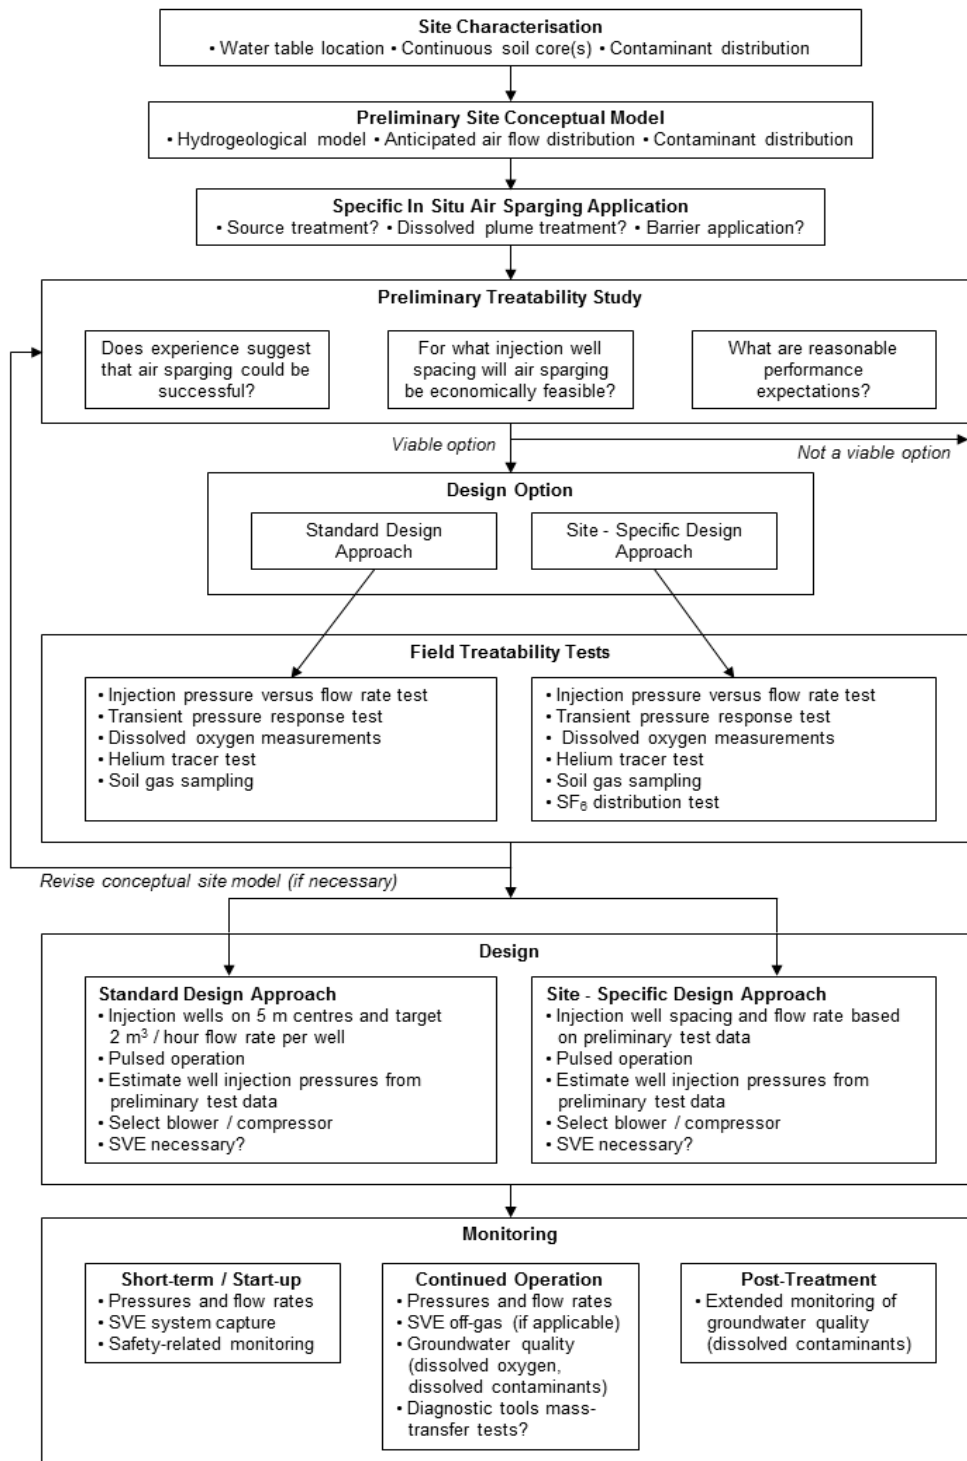 Site Characterisation
• Water table location • Continuous soil core(s) • Contaminant distribution
Preliminary Site Conceptual Model
• Hydrogeological model • Anticipated air flow distribution • Contaminant distribution
Specific In Situ Air Sparging Application
• Source treatment? • Dissolved plume treatment? • Barrier application?
Preliminary Treatability Study
Does experience suggest
that air sparging could be
successful?
For what injection well
spacing will air sparging
be economically feasible?
What are reasonable
performance
expectations?
Viable option
Not a viable option
Design Option
Standard Design
Approach
Site - Specific Design
Approach
Field Treatability Tests
• Injection pressure versus flow rate test
• Transient pressure response test
• Dissolved oxygen measurements
• Helium tracer test
• Soil gas sampling
• Injection pressure versus flow rate test
• Transient pressure response test
• Dissolved oxygen measurements
• Helium tracer test
• Soil gas sampling
• SF₆ distribution test
Revise conceptual site model (if necessary)
Design
Standard Design Approach
• Injection wells on 5 m centres and target
2 m³ / hour flow rate per well
• Pulsed operation
• Estimate well injection pressures from
preliminary test data
• Select blower / compressor
• SVE necessary?
Site - Specific Design Approach
• Injection well spacing and flow rate based
on preliminary test data
• Pulsed operation
• Estimate well injection pressures from
preliminary test data
• Select blower / compressor
• SVE necessary?
Monitoring
Short-term / Start-up
• Pressures and flow rates
• SVE system capture
• Safety-related monitoring
Continued Operation
• Pressures and flow rates
• SVE off-gas (if applicable)
• Groundwater quality
(dissolved oxygen,
dissolved contaminants)
• Diagnostic tools mass-
transfer tests?
Post-Treatment
• Extended monitoring of
groundwater quality
(dissolved contaminants)